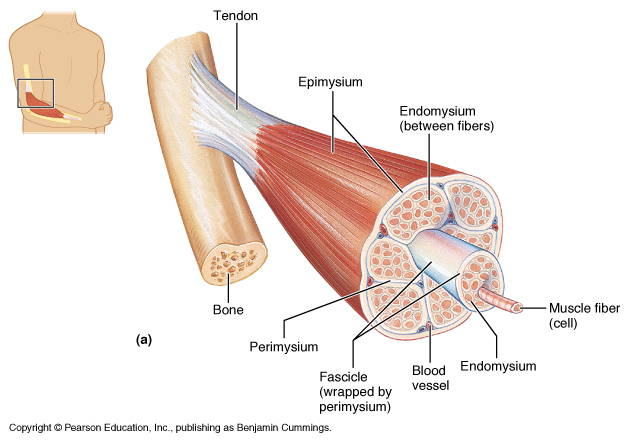 Tendon
Epimysium
Endomysium
(between fibers)
Bone
Muscle fiber
(cell)
(a)
Perimysium
Endomysium
Blood
vessel
Fascicle
(wrapped by
perimysium)
Copyright © Pearson Education, Inc., publishing as Benjamin Cummings.